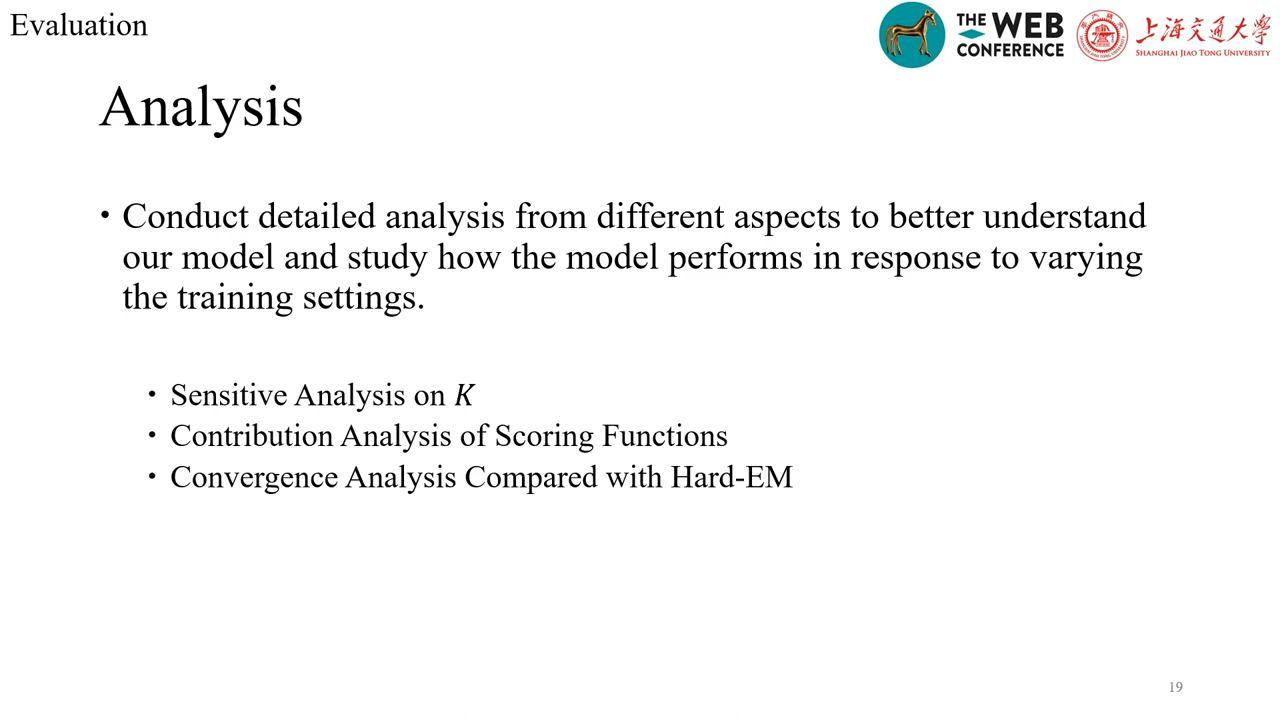 Evaluation
THE WEB
CONFERENCE
上海交通大学
SHANGHAI JIAO TONG UNIVERSITY
Analysis
• Conduct detailed analysis from different aspects to better understand
our model and study how the model performs in response to varying
the training settings.
• Sensitive Analysis on K
• Contribution Analysis of Scoring Functions
• Convergence Analysis Compared with Hard-EM
19